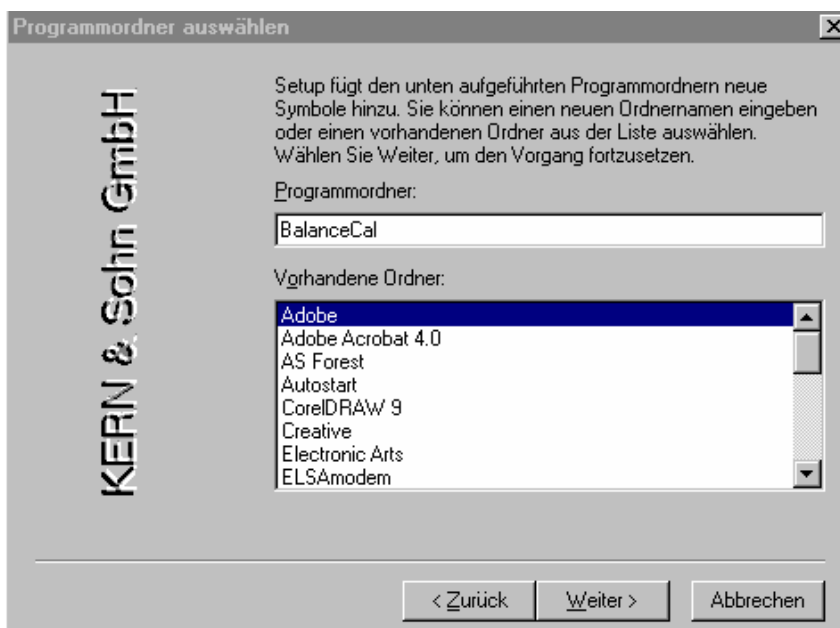 Programmordner auswählen
KERN & Sohn GmbH
Setup fügt den unten aufgeführten Programmordnern neue
Symbole hinzu. Sie können einen neuen Ordnernamen eingeben
oder einen vorhandenen Ordner aus der Liste auswählen.
Wählen Sie Weiter, um den Vorgang fortzusetzen.
Programmordner:
BalanceCal
Vorhandene Ordner:
Adobe
Adobe Acrobat 4.0
AS Forest
Autostart
CorelDRAW 9
Creative
Electronic Arts
ELSAmodem
< Zurück Weiter > Abbrechen